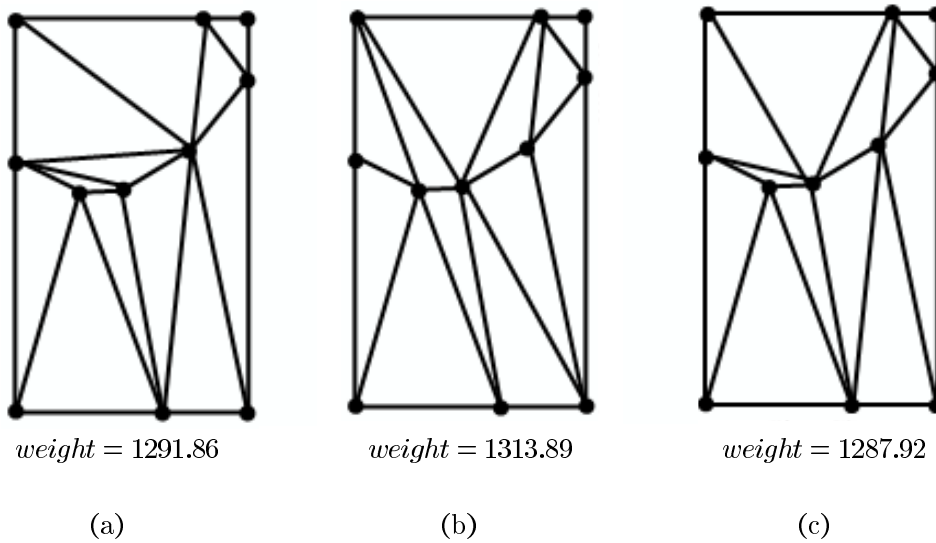 weight = 1291.86
weight = 1313.89
weight = 1287.92
(a)
(b)
(c)